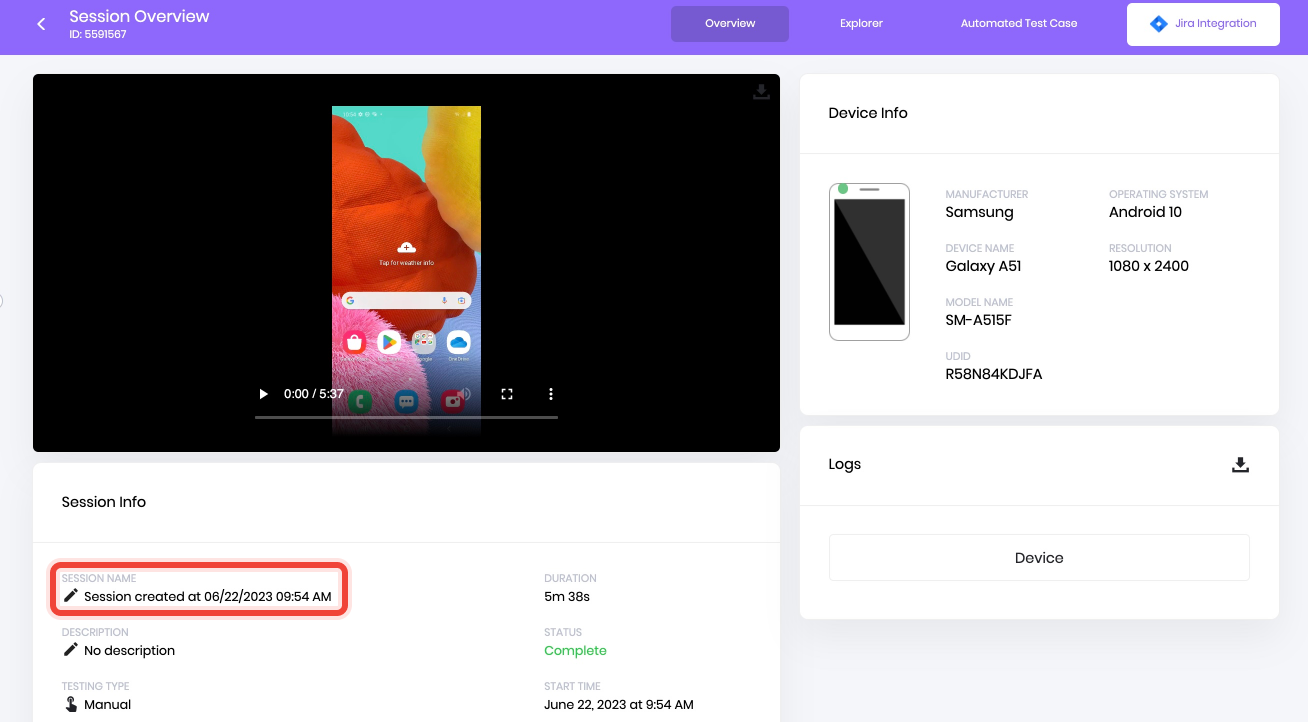 Session Overview
ID: 5591567
Overview
Explorer
Automated Test Case
Jira Integration
10:54
Tap for weather info
OneDrive
0:00 / 5:37
Device Info
MANUFACTURER
Samsung
OPERATING SYSTEM
Android 10
DEVICE NAME
Galaxy A51
RESOLUTION
1080 x 2400
MODEL NAME
SM-A515F
UDID
R58N84KDJFA
Logs
Device
Session Info
SESSION NAME
Session created at 06/22/2023 09:54 AM
DURATION
5m 38s
DESCRIPTION
No description
STATUS
Complete
TESTING TYPE
Manual
START TIME
June 22, 2023 at 9:54 AM